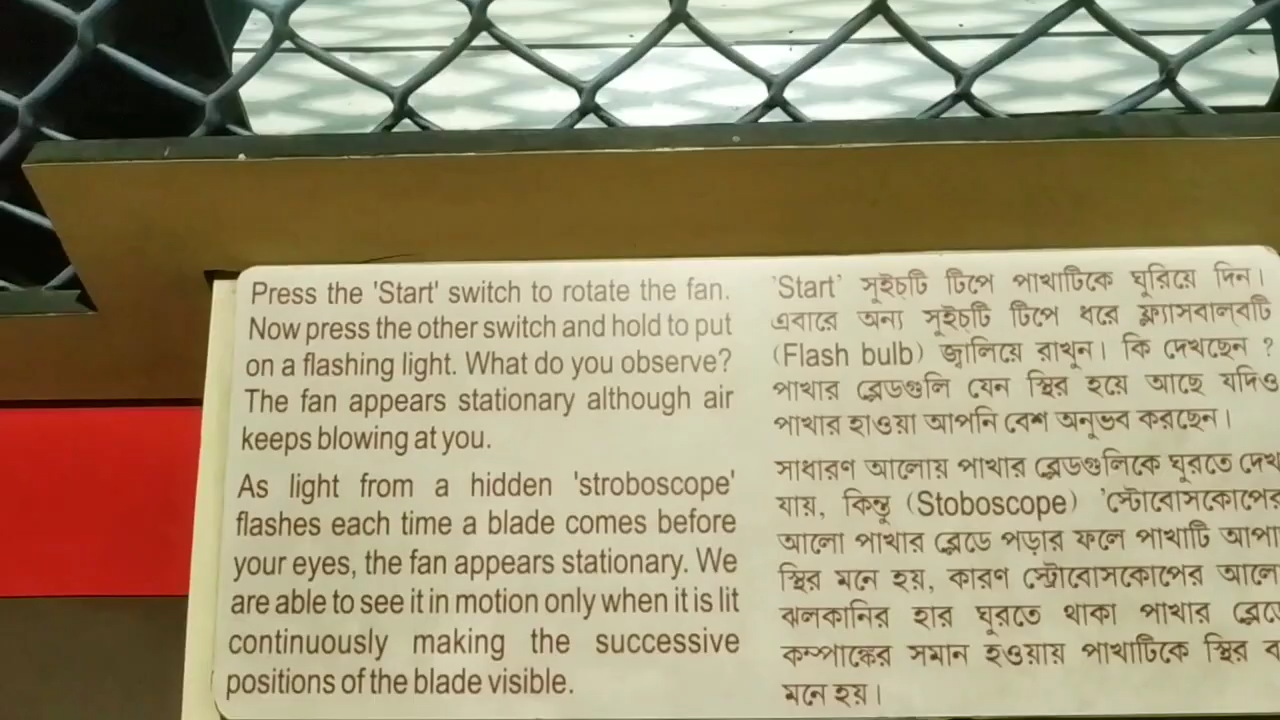 Press the 'Start' switch to rotate the fan.
Now press the other switch and hold to put
on a flashing light. What do you observe?
The fan appears stationary although air
keeps blowing at you.
As light from a hidden 'stroboscope'
flashes each time a blade comes before
your eyes, the fan appears stationary. We
are able to see it in motion only when it is lit
continuously making the successive
positions of the blade visible.
'Start' সুইচটি টিপে পাখাটিকে ঘুরিয়ে দিন।
এবারে অন্য সুইচটি টিপে ধরে ফ্ল্যাসবাল্‌বটি
(Flash bulb) জ্বালিয়ে রাখুন। কি দেখছেন ?
পাখার ব্লেডগুলি যেন স্থির হয়ে আছে যদিও
পাখার হাওয়া আপনি বেশ অনুভব করছেন।
সাধারণ আলোয় পাখার ব্লেডগুলিকে ঘুরতে দেখ
যায়, কিন্তু (Stoboscope) 'স্টোবোসকোপের
আলো পাখার ব্লেডে পড়ার ফলে পাখাটি আপা
স্থির মনে হয়, কারণ স্ট্রোবোসকোপের আলো
ঝলকানির হার ঘুরতে থাকা পাখার ব্লেডে
কম্পাঙ্কের সমান হওয়ায় পাখাটিকে স্থির ব
মনে হয়।